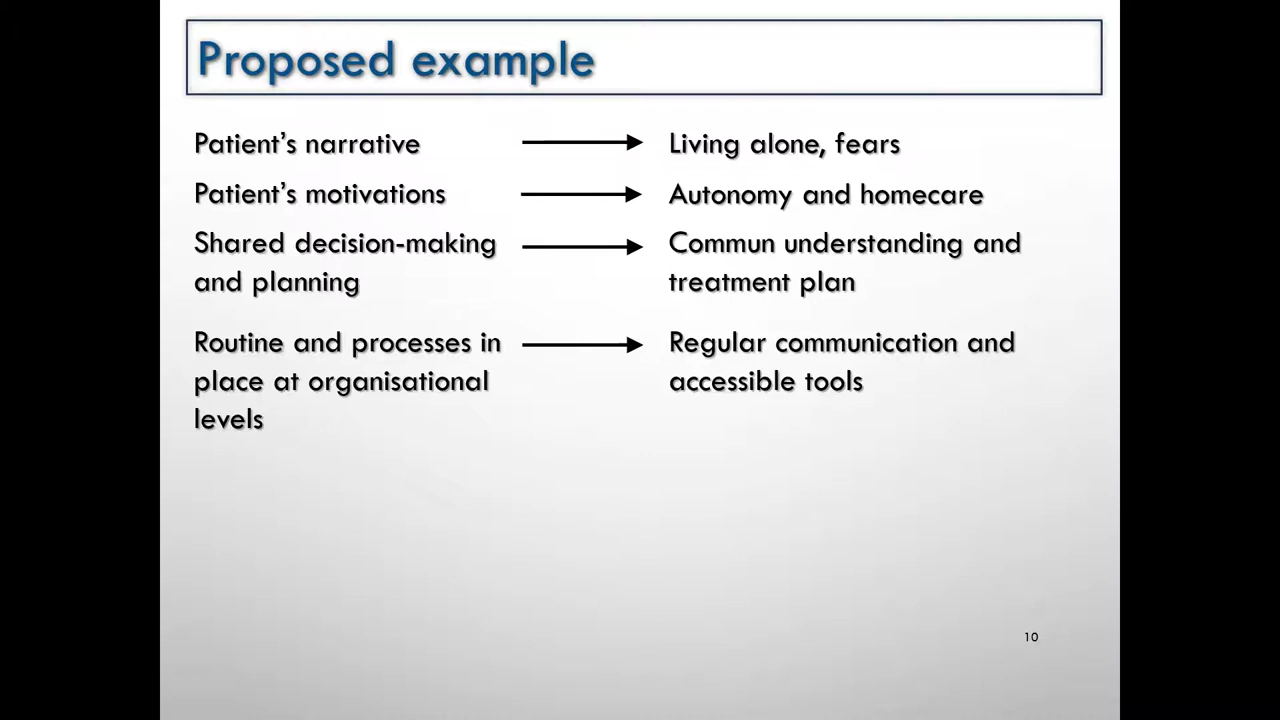 Proposed example
Patient's narrative
Living alone, fears
Patient's motivations
Autonomy and homecare
Shared decision-making
and planning
Commun understanding and
treatment plan
Routine and processes in
place at organisational
levels
Regular communication and
accessible tools
10